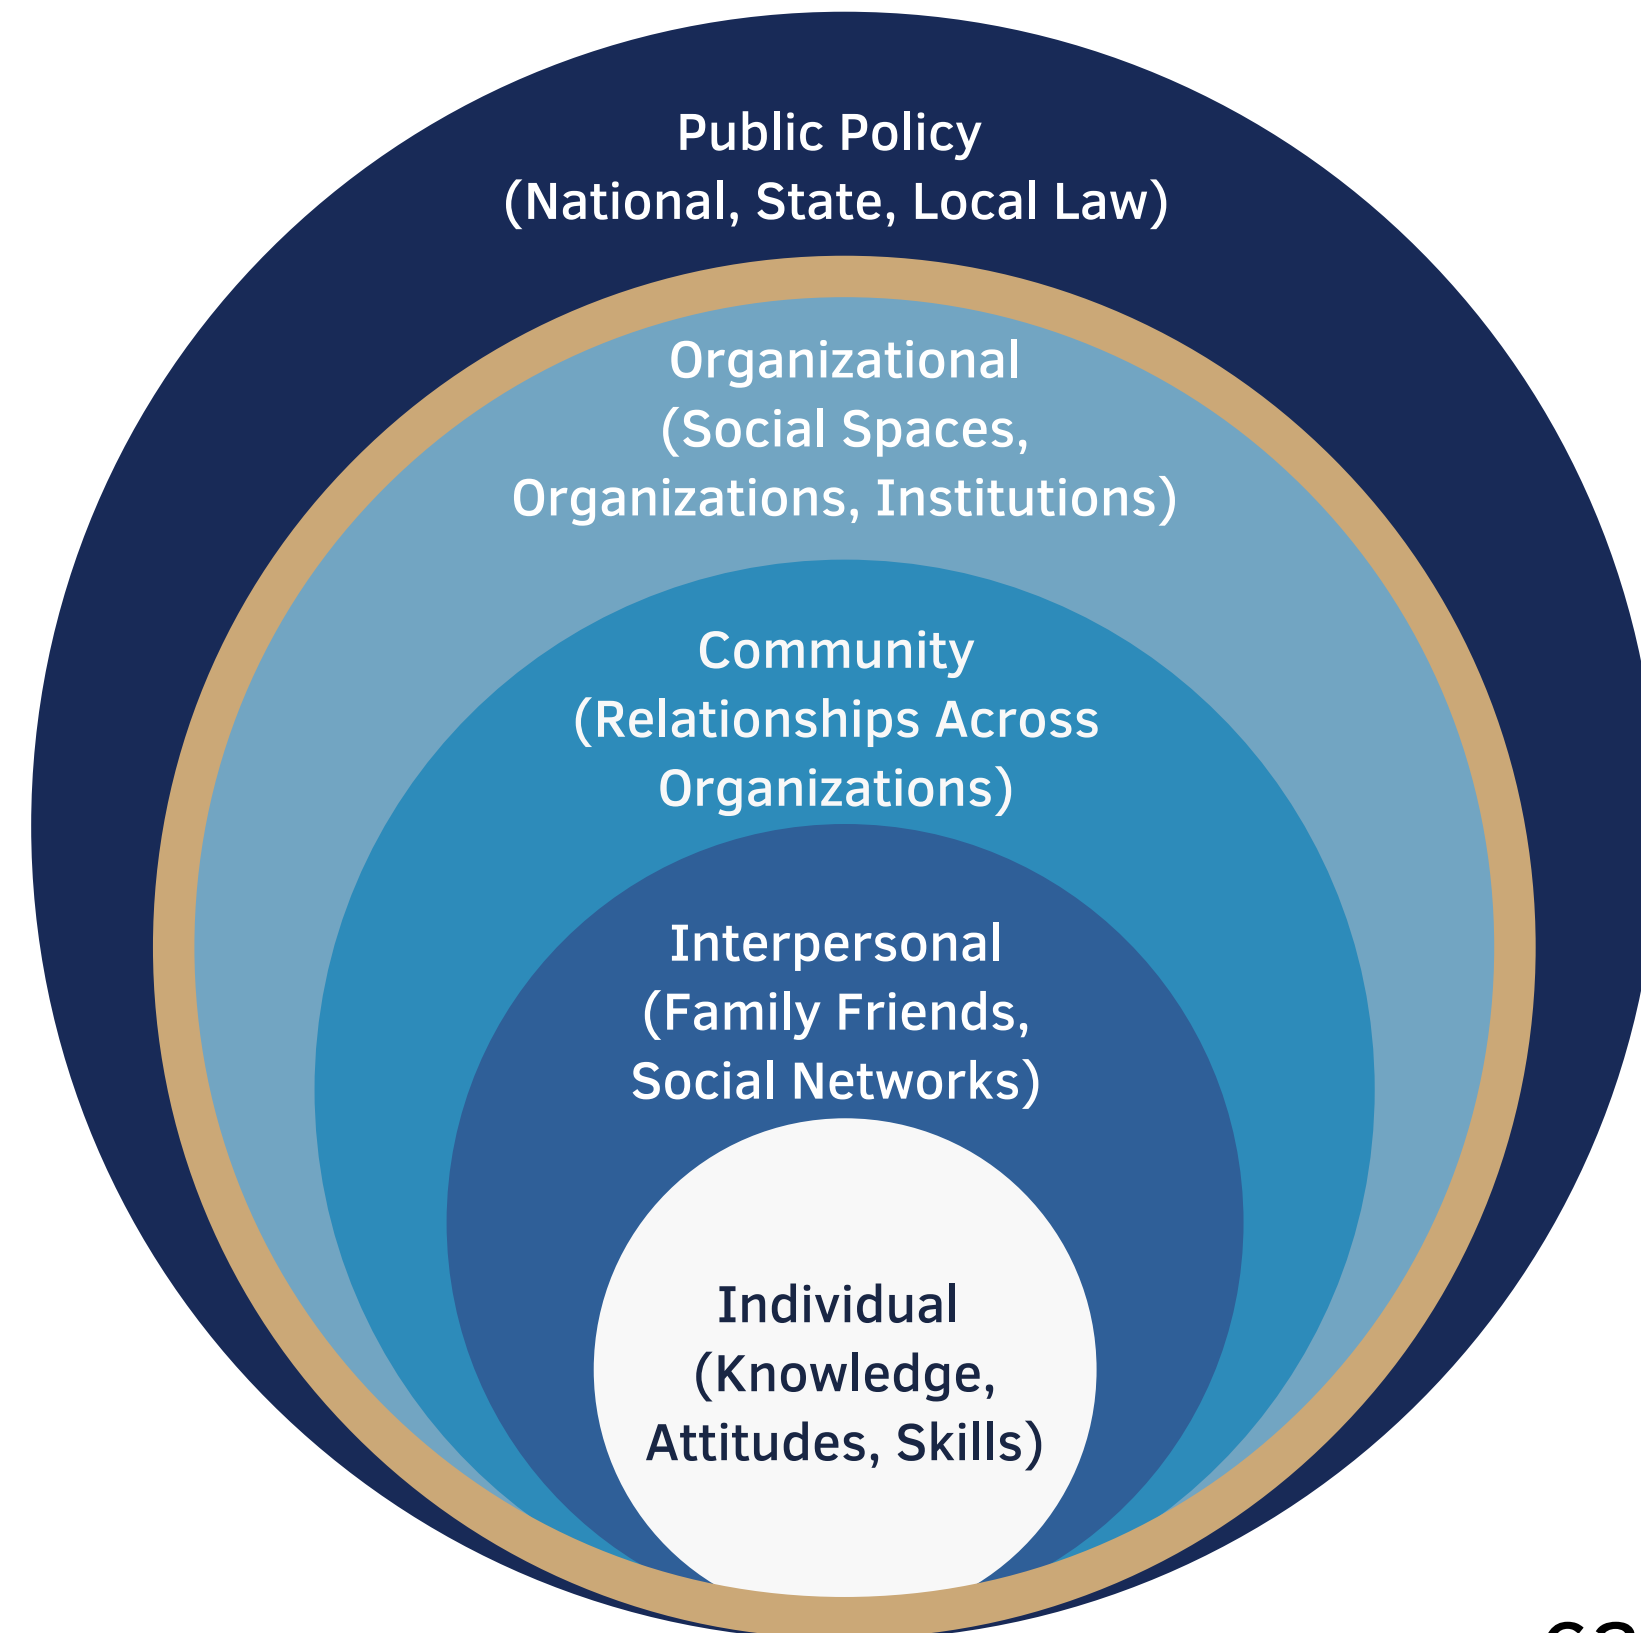 Public Policy
(National, State, Local Law)
Organizational
(Social Spaces,
Organizations, Institutions)
Community
(Relationships Across
Organizations)
Interpersonal
(Family Friends,
Social Networks)
Individual
(Knowledge,
Attitudes, Skills)